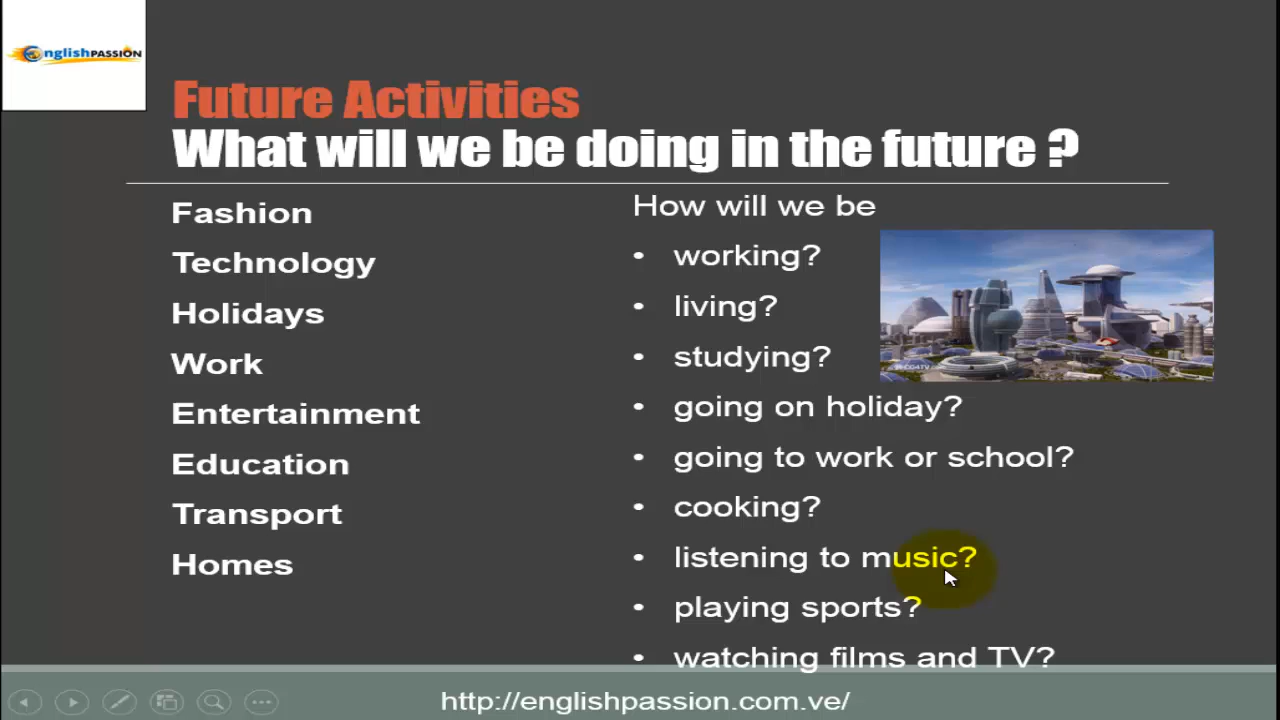 EnglishPASSION
Future Activities
What will we be doing in the future ?
Fashion
Technology
Holidays
Work
Entertainment
Education
Transport
Homes
How will we be
• working?
• living?
• studying?
• going on holiday?
• going to work or school?
• cooking?
• listening to music?
• playing sports?
• watching films and TV?
http://englishpassion.com.ve/